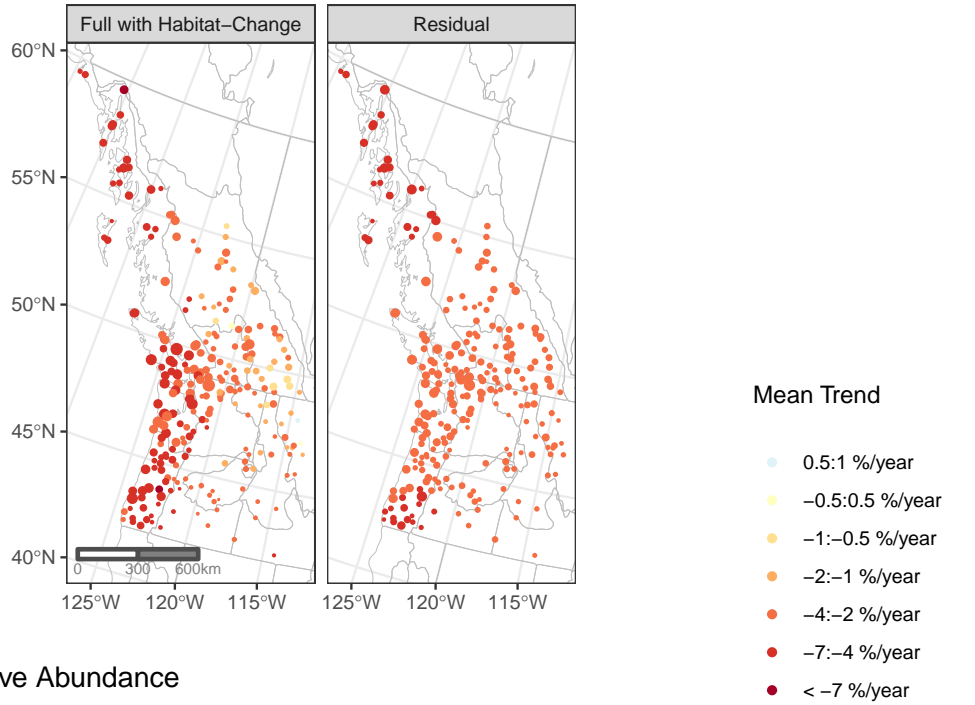 Full with Habitat−Change
Residual
60°N
55°N
50°N
45°N
40°N
0 300 600km
125°W 120°W 115°W
125°W 120°W 115°W
Mean Trend
0.5:1 %/year
−0.5:0.5 %/year
−1:−0.5 %/year
−2:−1 %/year
−4:−2 %/year
−7:−4 %/year
< −7 %/year
ve Abundance